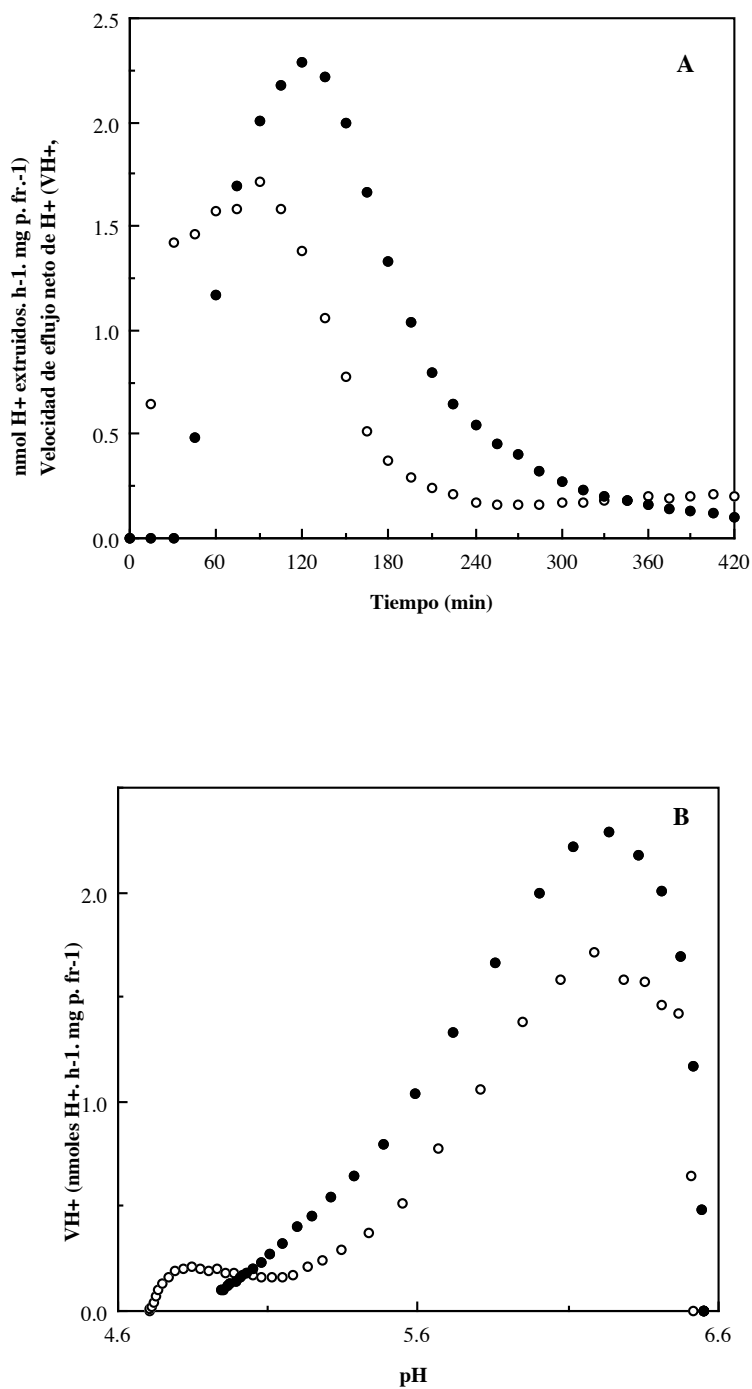 A
nmol H+ extruidos. h-1. mg p. fr.-1)
Velocidad de eflujo neto de H+ (VH+,
2.5
2.0
1.5
1.0
0.5
0.0
0 60 120 180 240 300 360 420
Tiempo (min)
B
VH+ (nmoles H+. h-1. mg p. fr-1)
2.0
1.0
0.0
4.6 5.6 6.6
pH